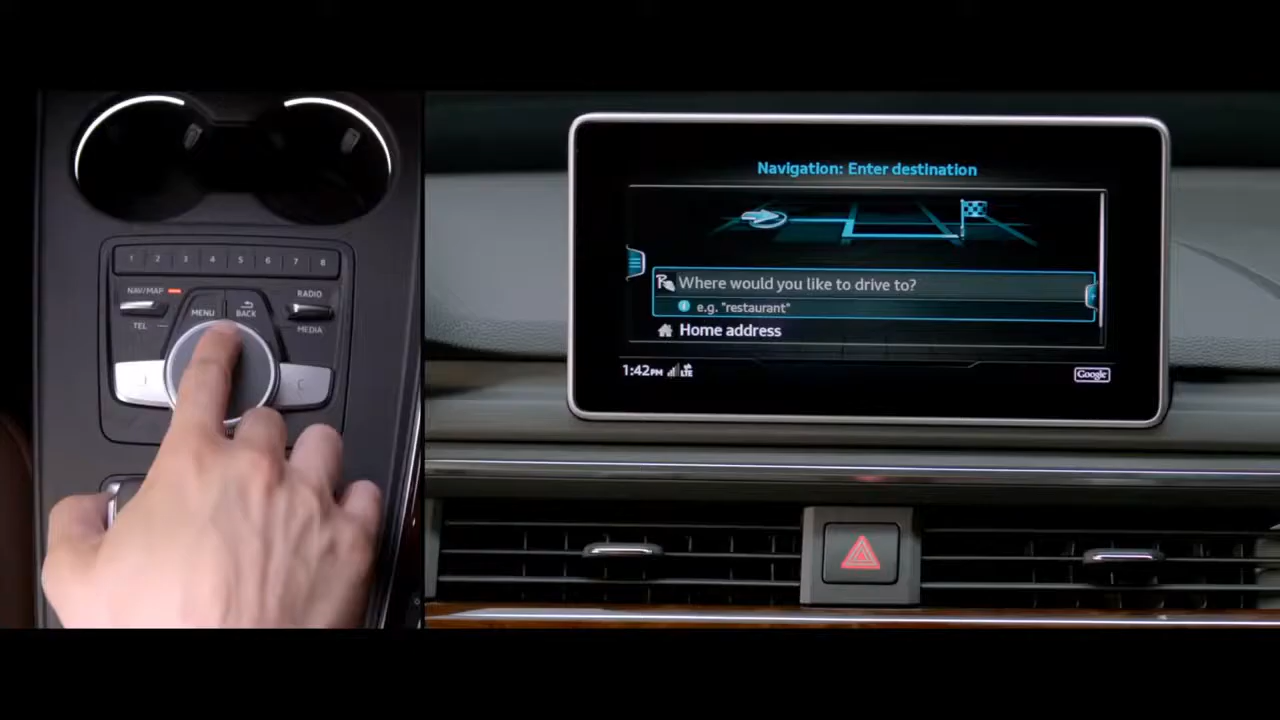 1 2 3 4 5 6 7 8
NAV/MAP
RADIO
MENU
BACK
TEL
MEDIA
Navigation: Enter destination
Where would you like to drive to?
e.g. "restaurant"
Home address
1:42PM LTE
Google